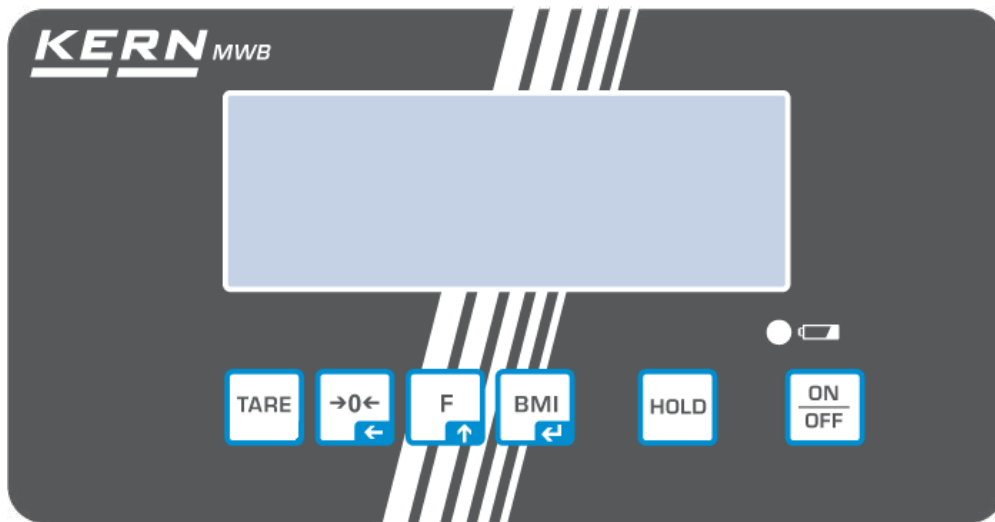 KERN MWB
TARE
→0←
F
BMI
HOLD
ON
OFF